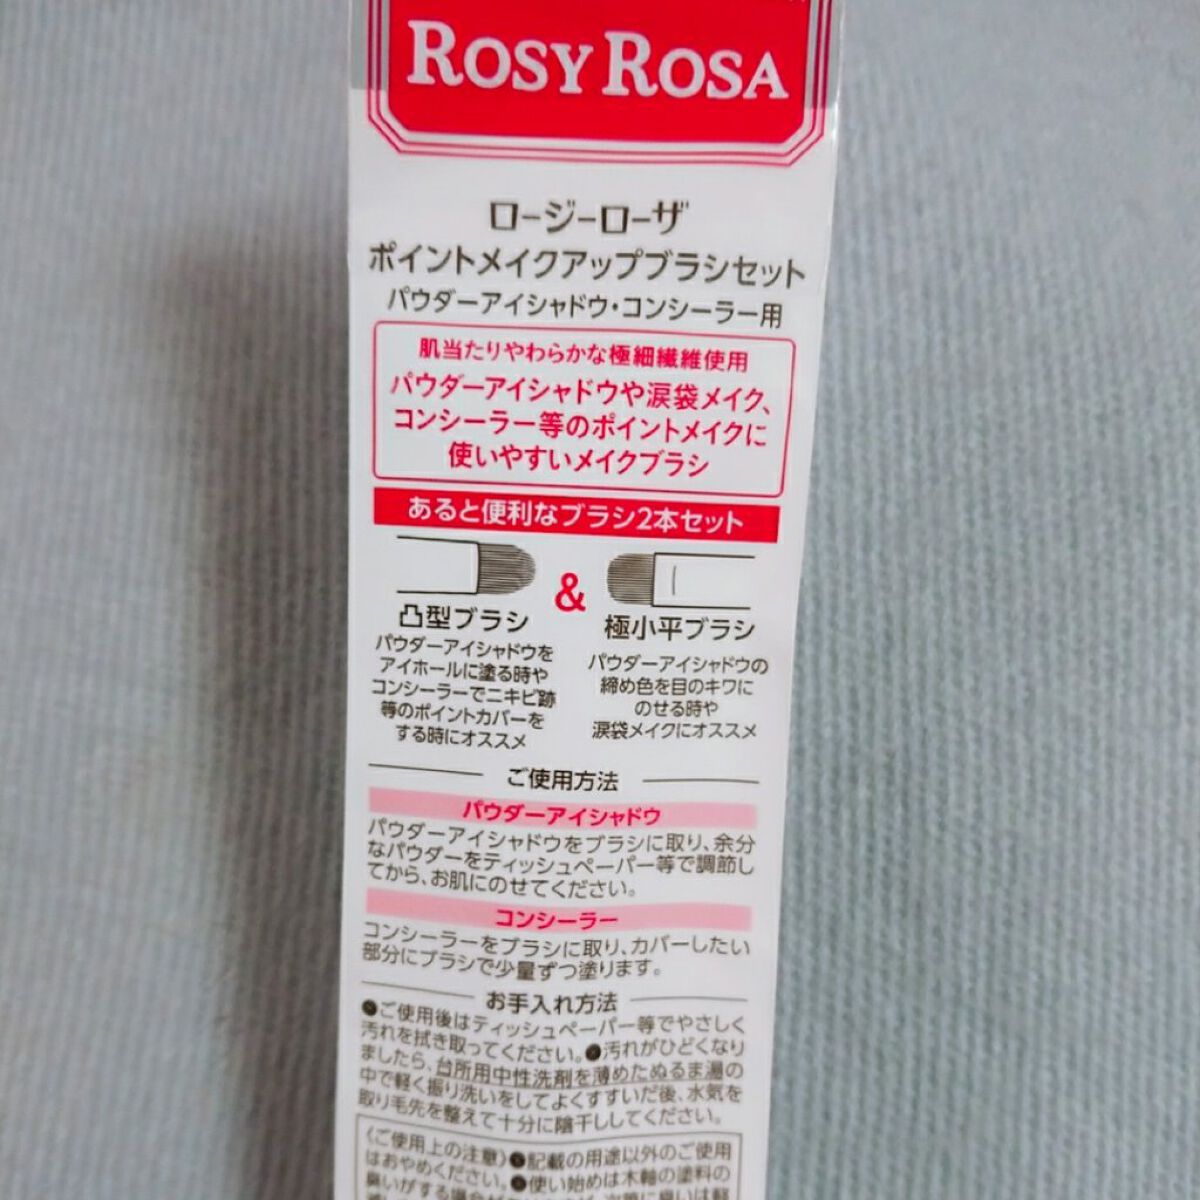 ROSY ROSA
ロージーローザ
ポイントメイクアップブラシセット
パウダーアイシャドウ・コンシーラー用
肌当たりやわらかな極細繊維使用
パウダーアイシャドウや涙袋メイク、
コンシーラー等のポイントメイクに
使いやすいメイクブラシ
あると便利なブラシ2本セット
&
凸型ブラシ
パウダーアイシャドウを
アイホールに塗る時や
コンシーラーでニキビ跡
等のポイントカバーを
する時にオススメ
極小平ブラシ
パウダーアイシャドウの
締め色を目のキワに
のせる時や
涙袋メイクにオススメ
ご使用方法
パウダーアイシャドウ
パウダーアイシャドウをブラシに取り、余分
なパウダーをティッシュペーパー等で調節し
てから、お肌にのせてください。
コンシーラー
コンシーラーをブラシに取り、カバーしたい
部分にブラシで少量ずつ塗ります。
お手入れ方法
●ご使用後はティッシュペーパー等でやさしく
汚れを拭き取ってください。●汚れがひどくなり
ましたら、台所用中性洗剤を薄めたぬるま湯の
中で軽く振り洗いをしてよくすすいだ後、水気を
取り毛先を整えて十分に陰干ししてください。
〈ご使用上の注意〉●記載の用途以外のご使用
はおやめください。●使い始めは木軸の塗料の
臭いがする場合が